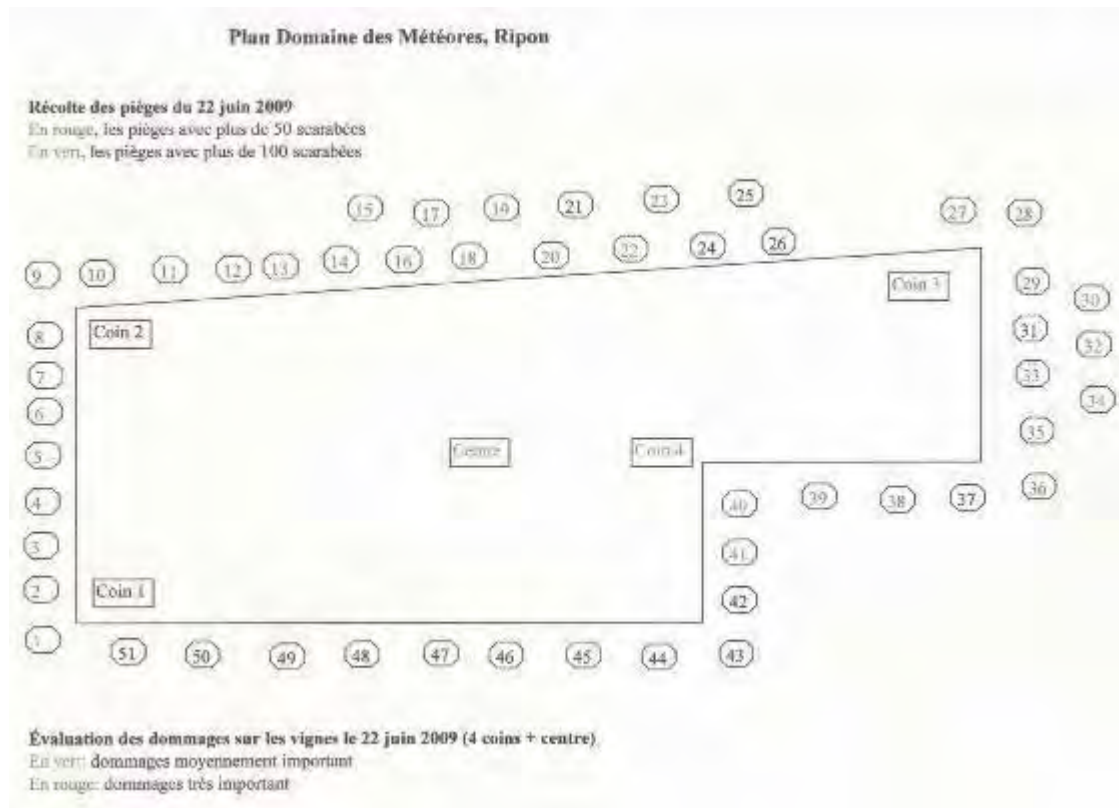 Plan Domaine des Météores, Ripon
Récolte des pièges du 22 juin 2009
En rouge, les pièges avec plus de 50 scarabées
En vert, les pièges avec plus de 100 scarabées
15 17 19 21 23 25 27 28
9 10 11 12 13 14 16 18 20 22 24 26
Coin 3 29 30
8 Coin 2 31 32
7 33
6 34
5 Centre Coin 4 35
4 40 39 38 37 36
3 41
2 Coin 1 42
1 51 50 49 48 47 46 45 44 43
Évaluation des dommages sur les vignes le 22 juin 2009 (4 coins + centre)
En vert: dommages moyennement important
En rouge: dommages très important